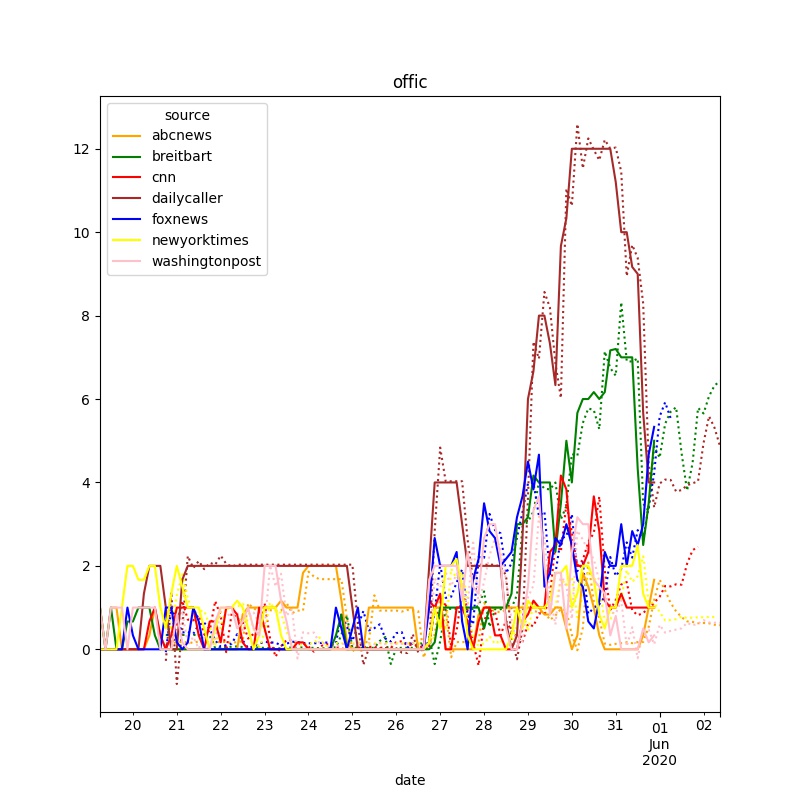 offic
source
abcnews
breitbart
cnn
dailycaller
foxnews
newyorktimes
washingtonpost
12
10
8
6
4
2
0
20 21 22 23 24 25 26 27 28 29 30 31 01 02
Jun
2020
date